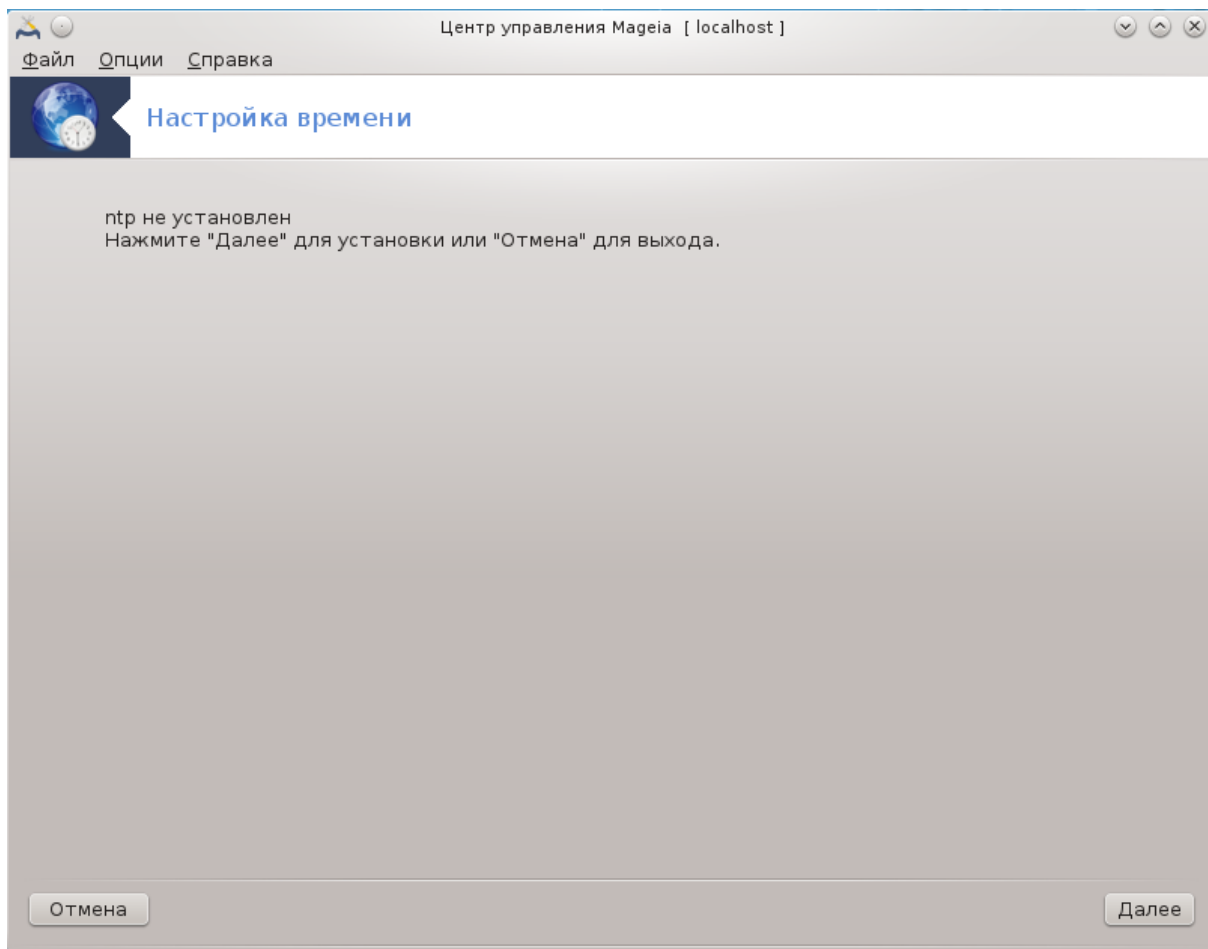 Центр управления Mageia [ localhost ]
Файл Опции Справка
Настройка времени
ntp не установлен
Нажмите "Далее" для установки или "Отмена" для выхода.
Отмена
Далее